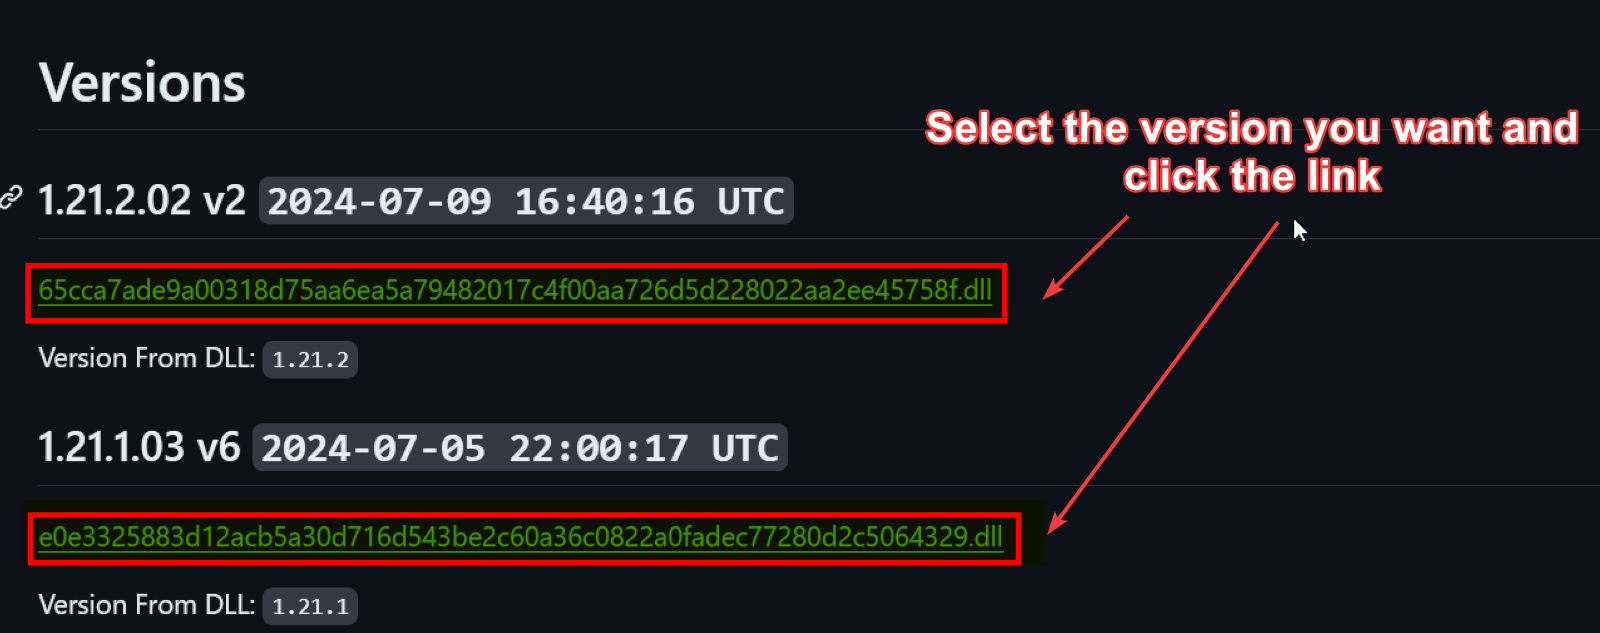 Versions
Select the version you want and
click the link
1.21.2.02 v2 2024-07-09 16:40:16 UTC
65cca7ade9a00318d75aa6ea5a79482017c4f00aa726d5d228022aa2ee45758f.dll
Version From DLL: 1.21.2
1.21.1.03 v6 2024-07-05 22:00:17 UTC
e0e3325883d12acb5a30d716d543be2c60a36c0822a0fadec77280d2c5064329.dll
Version From DLL: 1.21.1